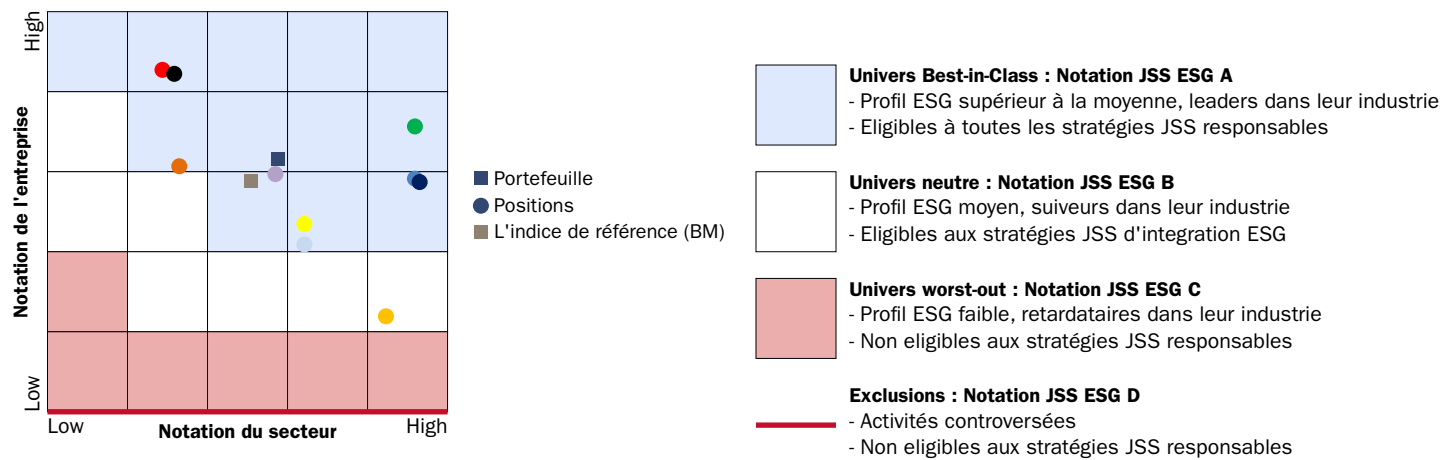 High
Notation de l'entreprise
Low
Low
Notation du secteur
High
Portefeuille
Positions
L'indice de référence (BM)
Univers Best-in-Class : Notation JSS ESG A
- Profil ESG supérieur à la moyenne, leaders dans leur industrie
- Eligibles à toutes les stratégies JSS responsables
Univers neutre : Notation JSS ESG B
- Profil ESG moyen, suiveurs dans leur industrie
- Eligibles aux stratégies JSS d'integration ESG
Univers worst-out : Notation JSS ESG C
- Profil ESG faible, retardataires dans leur industrie
- Non eligibles aux stratégies JSS responsables
Exclusions : Notation JSS ESG D
- Activités controversées
- Non eligibles aux stratégies JSS responsables